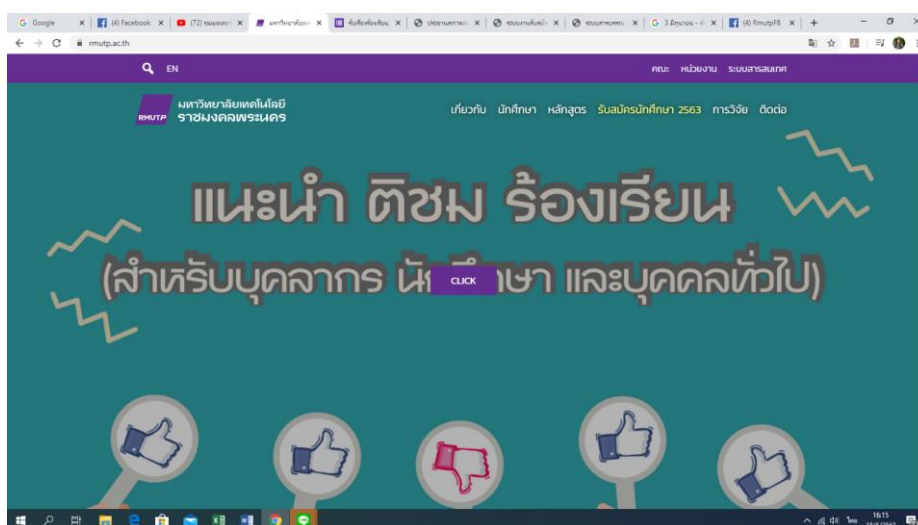 Google
(4) Facebook
rmutp.ac.th
EN
คณะ หน่วยงาน ระบบสารสนเทศ
RMUTP
มหาวิทยาลัยเทคโนโลยี
ราชมงคลพระนคร
เกี่ยวกับ นักศึกษา หลักสูตร รับสมัครนักศึกษา 2563 การวิจัย ติดต่อ
แนะนำ ติชม ร้องเรียน
(สำหรับบุคลากร นักศึกษา และบุคคลทั่วไป)
CLICK
16:15